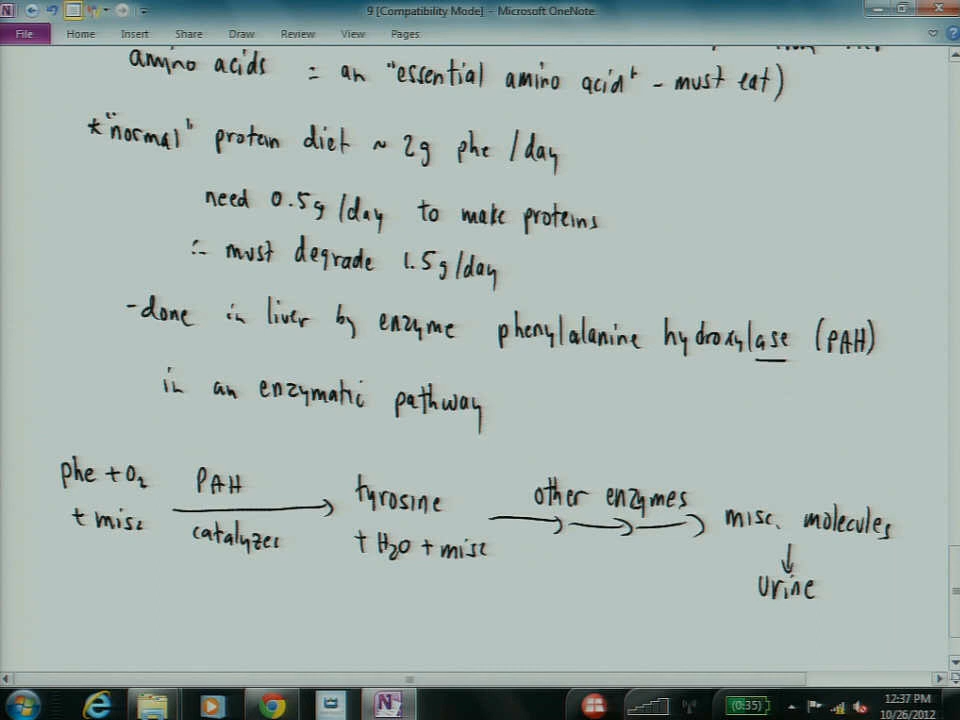 9 [Compatibility Mode] - Microsoft OneNote
File Home Insert Share Draw Review View Pages
amino acids = an "essential amino acid" - must eat)
* "normal" protein diet ~ 2g phe /day
need 0.5g /day to make proteins
∴ must degrade 1.5g/day
- done in liver by enzyme phenylalanine hydroxylase (PAH)
in an enzymatic pathway
phe + O2 PAH tyrosine other enzymes misc. molecules
+ misc catalyzes + H2O + misc
urine
(0:35) 12:37 PM
10/26/2012